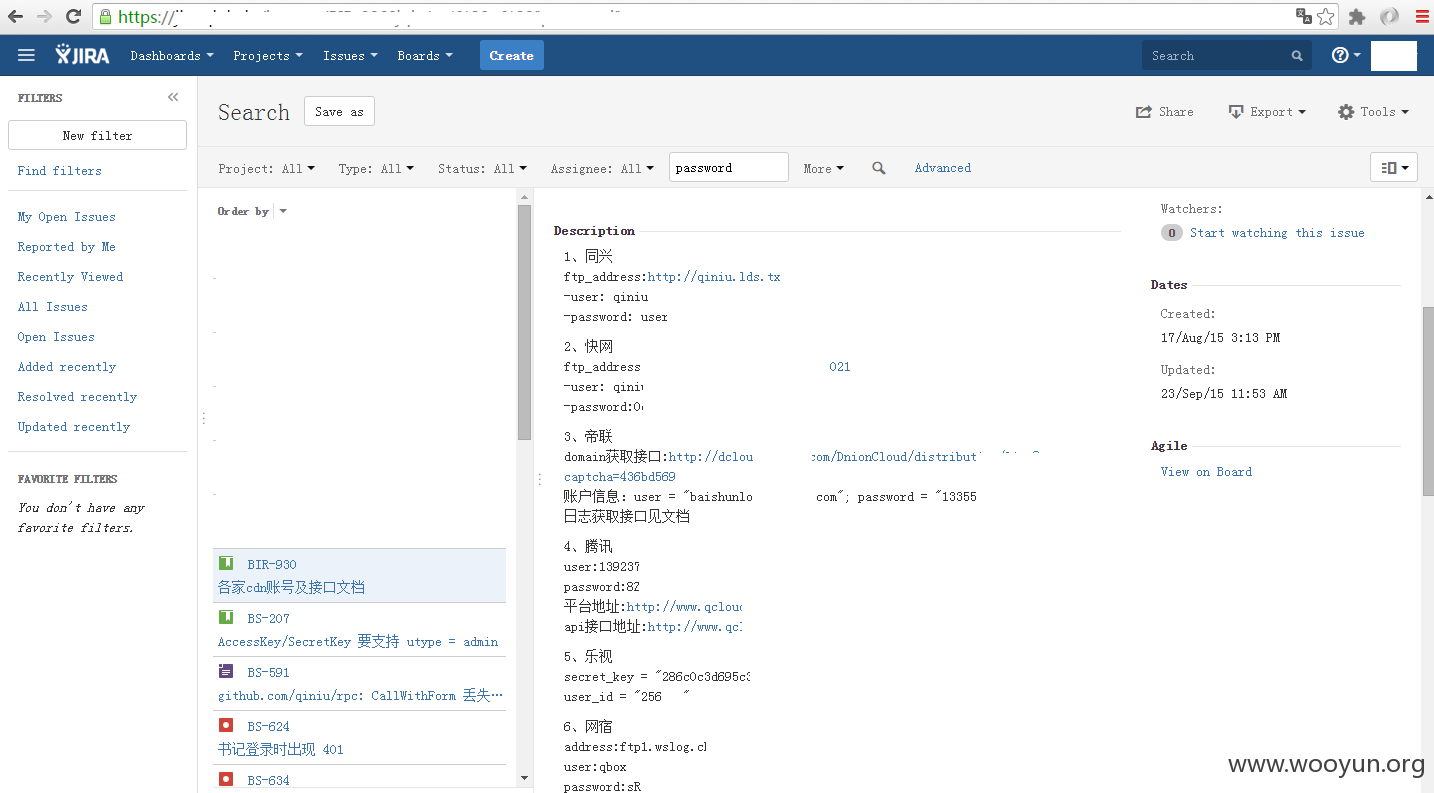 https://
JIRA
Dashboards
Projects
Issues
Boards
Create
Search
FILTERS
New filter
Find filters
My Open Issues
Reported by Me
Recently Viewed
All Issues
Open Issues
Added recently
Resolved recently
Updated recently
FAVORITE FILTERS
You don't have any
favorite filters.
Search
Save as
Share
Export
Tools
Project: All
Type: All
Status: All
Assignee: All
password
More
Advanced
Order by
BIR-930
各家cdn账号及接口文档
BS-207
AccessKey/SecretKey 要支持 utype = admin
BS-591
github.com/qiniu/rpc: CallWithForm 丢失…
BS-624
书记登录时出现 401
BS-634
Description
1、同兴
ftp_address:http://qiniu.lds.tx
-user: qiniu
-password: user
2、快网
ftp_address 021
-user: qiniu
-password:0
3、帝联
domain获取接口:http://dclou com/DnionCloud/distribut
captcha=436bd569
账户信息: user = "baishunlo com"; password = "13355
日志获取接口见文档
4、腾讯
user:139237
password:8Z
平台地址:http://www.qcloud
api接口地址:http://www.qc
5、乐视
secret_key = "286c0c3d695c3
user_id = "256 "
6、网宿
address:ftp1.wslog.c
user:qbox
password:sR
Watchers:
0 Start watching this issue
Dates
Created:
17/Aug/15 3:13 PM
Updated:
23/Sep/15 11:53 AM
Agile
View on Board
www.wooyun.org